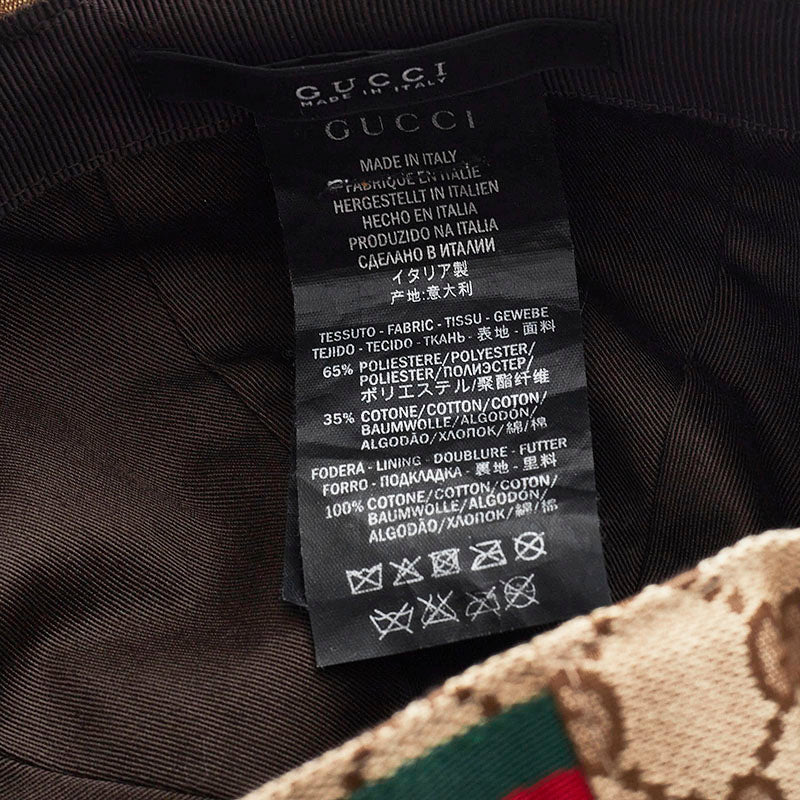 GUCCI
MADE IN ITALY
GUCCI
MADE IN ITALY
FABRIQUÉ EN ITALIE
HERGESTELLT IN ITALIEN
HECHO EN ITALIA
PRODUZIDO NA ITALIA
СДЕЛАНО В ИТАЛИИ
イタリア製
产地:意大利
TESSUTO - FABRIC - TISSU - GEWEBE
TEJIDO - TECIDO - ТКАНЬ - 表地 - 面料
65% POLIESTERE/POLYESTER/
POLIESTER/ПОЛИЭСТЕР/
ポリエステル/聚酯纤维
35% COTONE/COTTON/COTON/
BAUMWOLLE/ALGODÓN/
ALGODÃO/ХЛОПОК/綿/棉
FODERA - LINING - DOUBLURE - FUTTER
FORRO - ПОДКЛАДКА - 裏地 - 里料
100% COTONE/COTTON/COTON/
BAUMWOLLE/ALGODÓN/
ALGODÃO/ХЛОПОК/綿/棉